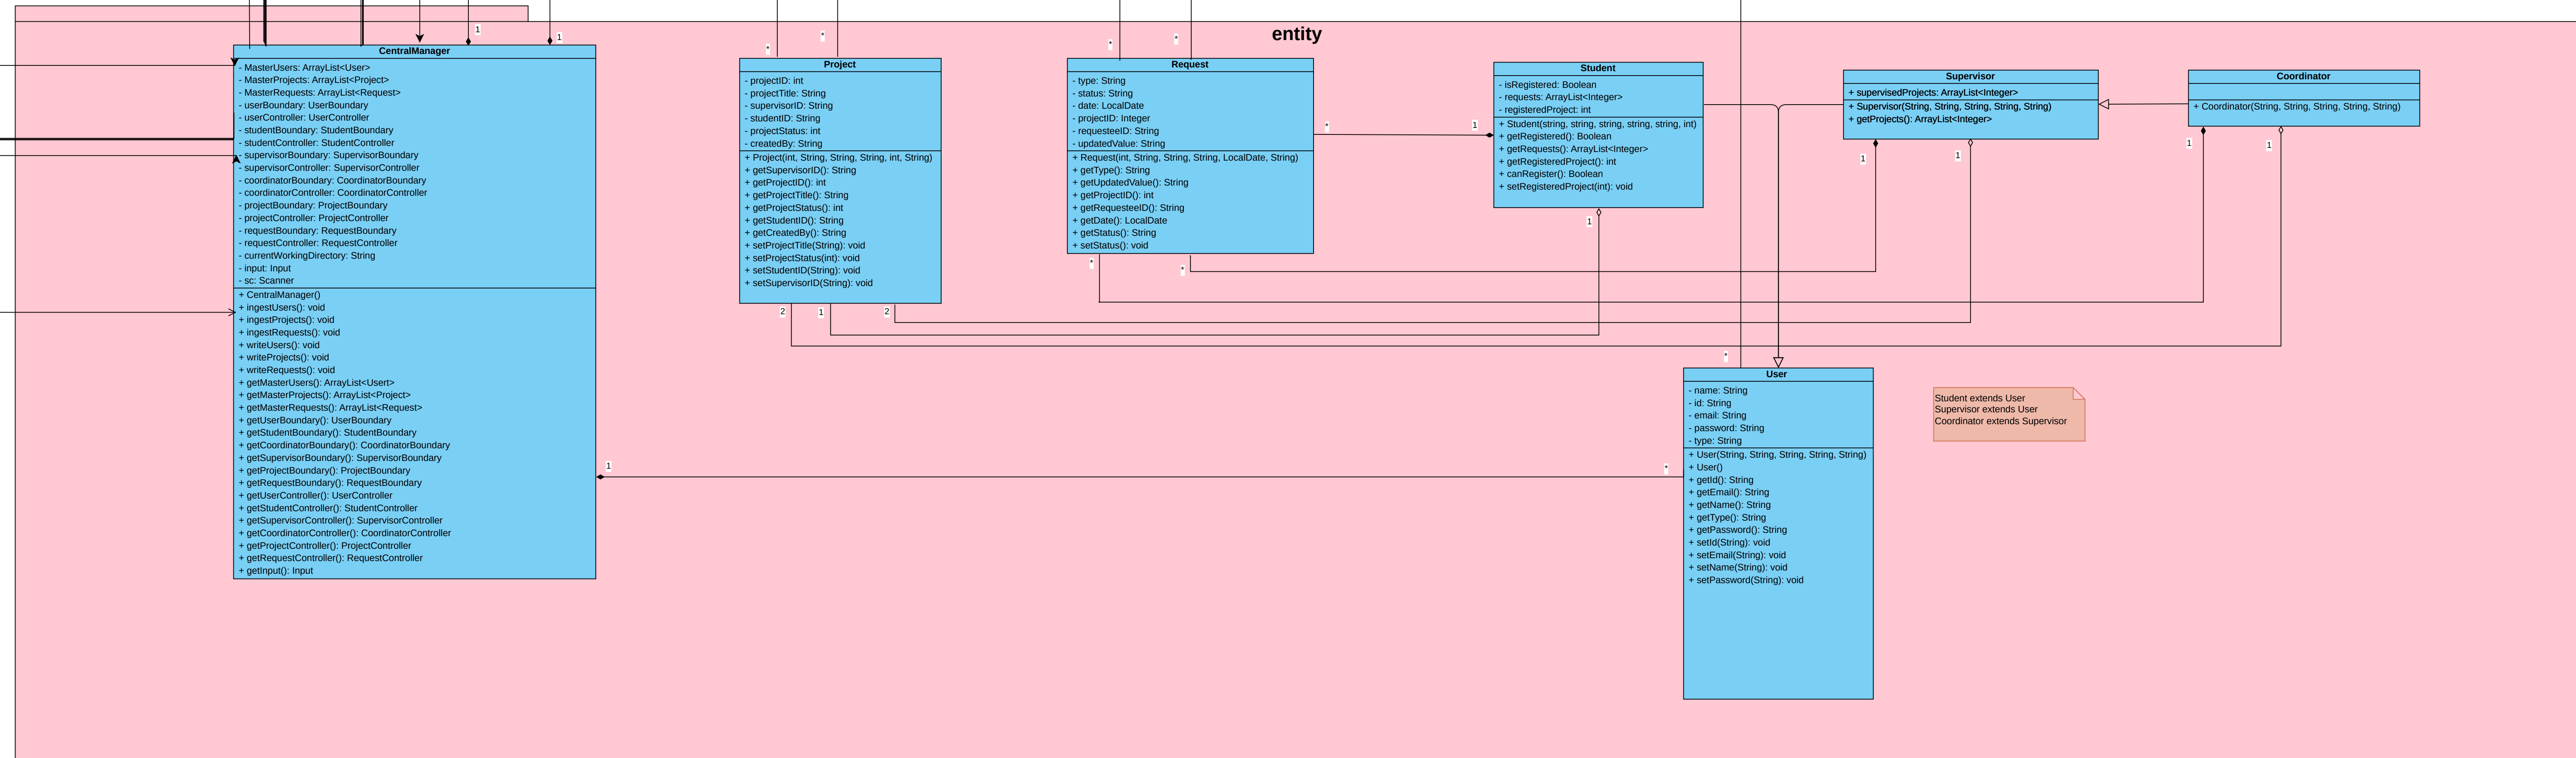 entity
1
1
CentralManager
- MasterUsers: ArrayList<User>
- MasterProjects: ArrayList<Project>
- MasterRequests: ArrayList<Request>
- userBoundary: UserBoundary
- userController: UserController
- studentBoundary: StudentBoundary
- studentController: StudentController
- supervisorBoundary: SupervisorBoundary
- supervisorController: SupervisorController
- coordinatorBoundary: CoordinatorBoundary
- coordinatorController: CoordinatorController
- projectBoundary: ProjectBoundary
- projectController: ProjectController
- requestBoundary: RequestBoundary
- requestController: RequestController
- currentWorkingDirectory: String
- input: Input
- sc: Scanner
+ CentralManager()
+ ingestUsers(): void
+ ingestProjects(): void
+ ingestRequests(): void
+ writeUsers(): void
+ writeProjects(): void
+ writeRequests(): void
+ getMasterUsers(): ArrayList<Usert>
+ getMasterProjects(): ArrayList<Project>
+ getMasterRequests(): ArrayList<Request>
+ getUserBoundary(): UserBoundary
+ getStudentBoundary(): StudentBoundary
+ getCoordinatorBoundary(): CoordinatorBoundary
+ getSupervisorBoundary(): SupervisorBoundary
+ getProjectBoundary(): ProjectBoundary
+ getRequestBoundary(): RequestBoundary
+ getUserController(): UserController
+ getStudentController(): StudentController
+ getSupervisorController(): SupervisorController
+ getCoordinatorController(): CoordinatorController
+ getProjectController(): ProjectController
+ getRequestController(): RequestController
+ getInput(): Input
1
*
*
*
Project
- projectID: int
- projectTitle: String
- supervisorID: String
- studentID: String
- projectStatus: int
- createdBy: String
+ Project(int, String, String, String, int, String)
+ getSupervisorID(): String
+ getProjectID(): int
+ getProjectTitle(): String
+ getProjectStatus(): int
+ getStudentID(): String
+ getCreatedBy(): String
+ setProjectTitle(String): void
+ setProjectStatus(int): void
+ setStudentID(String): void
+ setSupervisorID(String): void
2
1
2
*
*
Request
- type: String
- status: String
- date: LocalDate
- projectID: Integer
- requesteeID: String
- updatedValue: String
+ Request(int, String, String, String, LocalDate, String)
+ getType(): String
+ getUpdatedValue(): String
+ getProjectID(): int
+ getRequesteeID(): String
+ getDate(): LocalDate
+ getStatus(): String
+ setStatus(): void
*
*
*
1
Student
- isRegistered: Boolean
- requests: ArrayList<Integer>
- registeredProject: int
+ Student(string, string, string, string, string, int)
+ getRegistered(): Boolean
+ getRequests(): ArrayList<Integer>
+ getRegisteredProject(): int
+ canRegister(): Boolean
+ setRegisteredProject(int): void
1
Supervisor
+ supervisedProjects: ArrayList<Integer>
+ Supervisor(String, String, String, String, String)
+ getProjects(): ArrayList<Integer>
1
1
Coordinator
+ Coordinator(String, String, String, String, String)
1
1
*
User
- name: String
- id: String
- email: String
- password: String
- type: String
+ User(String, String, String, String, String)
+ User()
+ getId(): String
+ getEmail(): String
+ getName(): String
+ getType(): String
+ getPassword(): String
+ setId(String): void
+ setEmail(String): void
+ setName(String): void
+ setPassword(String): void
Student extends User
Supervisor extends User
Coordinator extends Supervisor